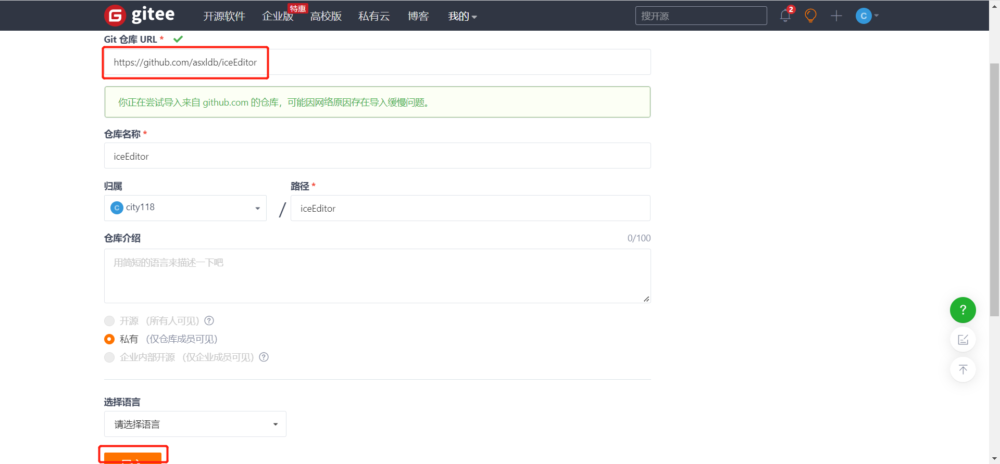 gitee 开源软件 企业版 特惠 高校版 私有云 博客 我的 搜开源 2 C
Git 仓库 URL *
https://github.com/asxldb/iceEditor
你正在尝试导入来自 github.com 的仓库，可能因网络原因存在导入缓慢问题。
仓库名称 *
iceEditor
归属 路径 *
C city118 / iceEditor
仓库介绍 0/100
用简短的语言来描述一下吧
开源 （所有人可见） ?
私有 （仅仓库成员可见）
企业内部开源 （仅企业成员可见） ?
?
选择语言
请选择语言